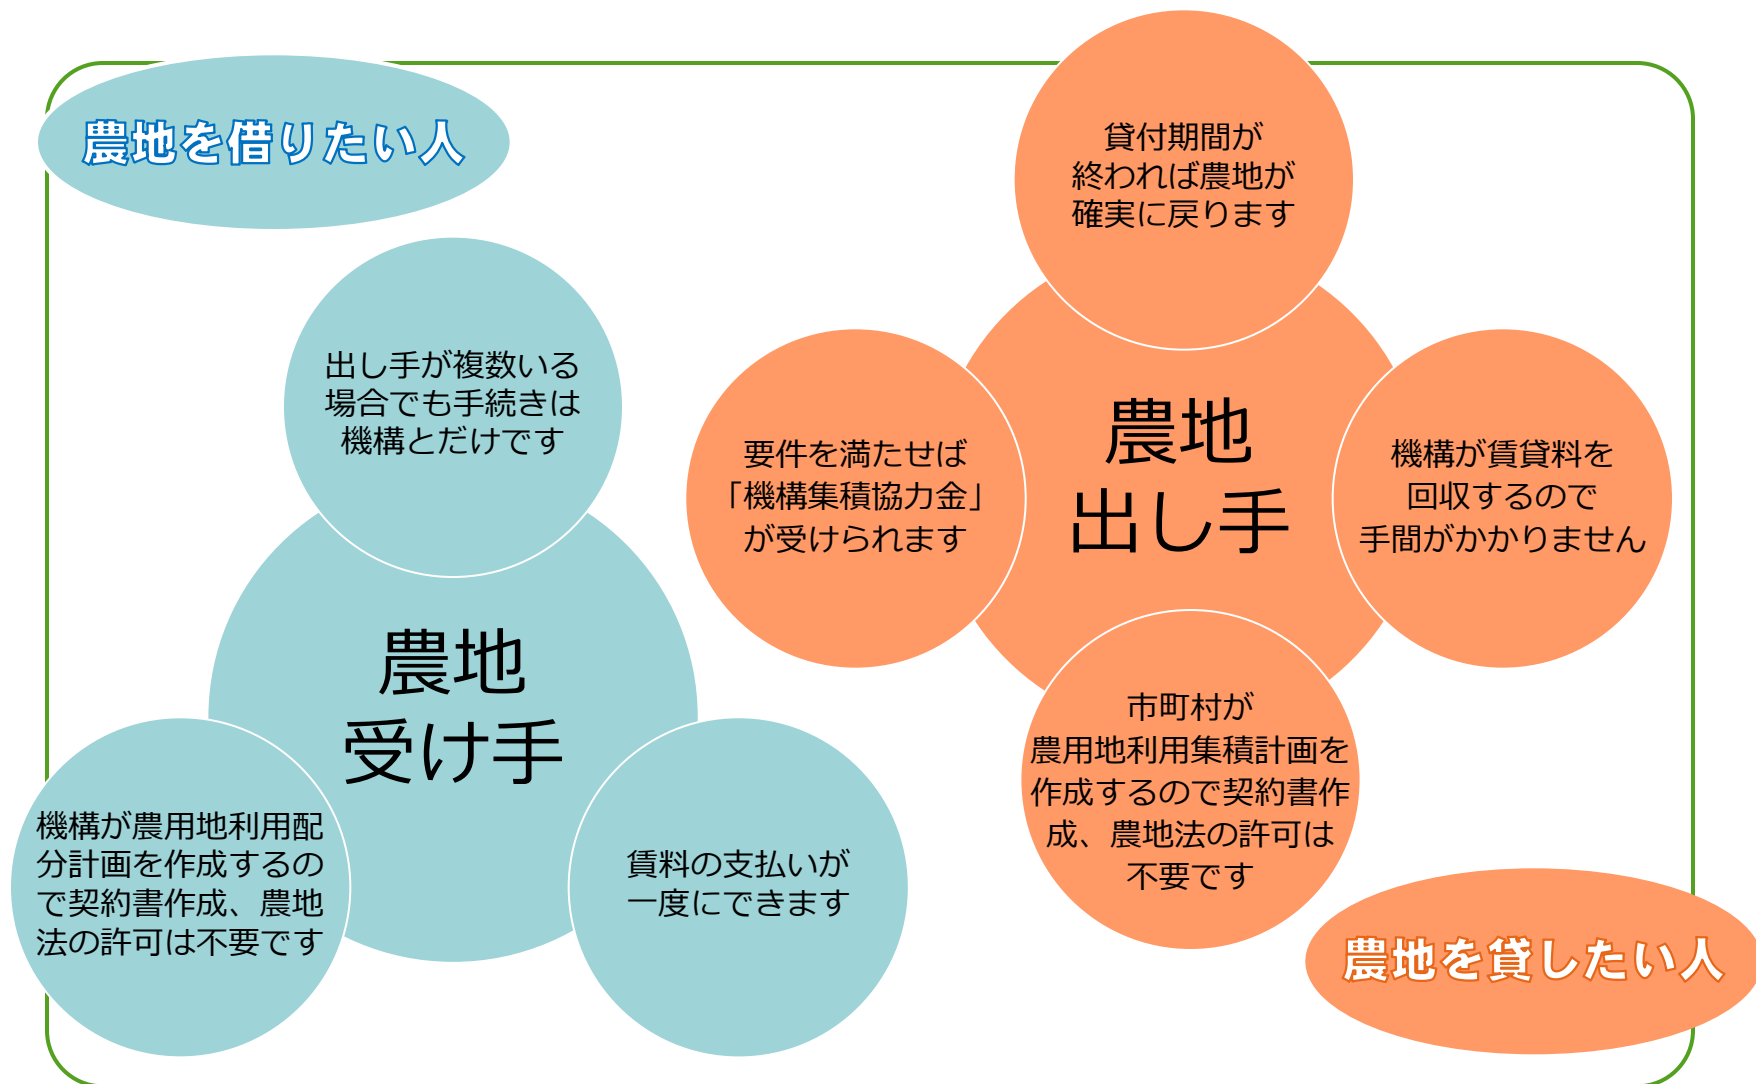 農地を借りたい人
出し手が複数いる
場合でも手続きは
機構とだけです
農地
受け手
機構が農用地利用配
分計画を作成するの
で契約書作成、農地
法の許可は不要です
賃料の支払いが
一度にできます
貸付期間が
終われば農地が
確実に戻ります
要件を満たせば
「機構集積協力金」
が受けられます
農地
出し手
機構が賃貸料を
回収するので
手間がかかりません
市町村が
農用地利用集積計画を
作成するので契約書作
成、農地法の許可は
不要です
農地を貸したい人